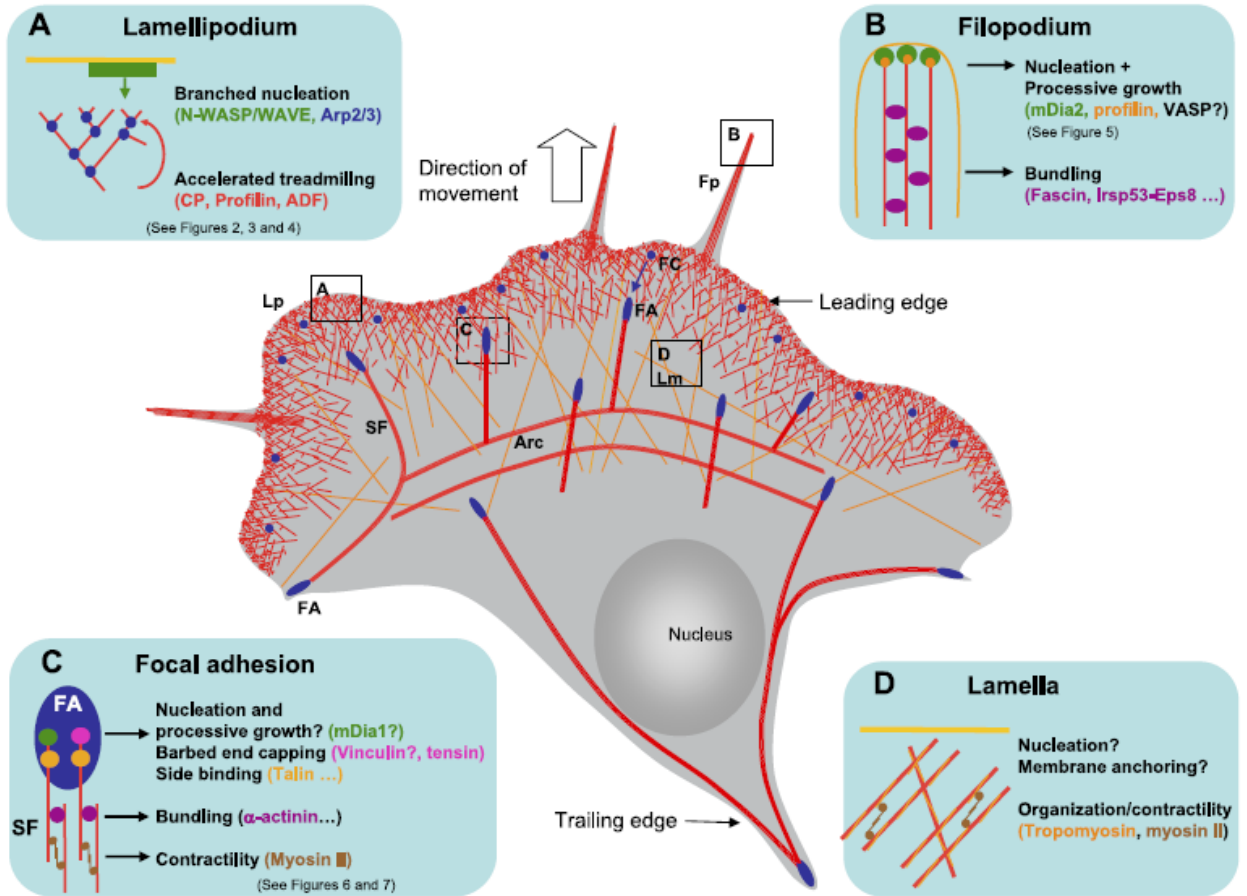 A Lamellipodium
Branched nucleation
(N-WASP/WAVE, Arp2/3)
Accelerated treadmilling
(CP, Profilin, ADF)
(See Figures 2, 3 and 4)
B Filopodium
Nucleation +
Processive growth
(mDia2, profilin, VASP?)
(See Figure 5)
Bundling
(Fascin, Irsp53-Eps8 ...)
Direction of
movement
B
Fp
FC
Lp
A
Leading edge
FA
C
D
Lm
SF
Arc
FA
Nucleus
Trailing edge
C Focal adhesion
FA
Nucleation and
processive growth? (mDia1?)
Barbed end capping (Vinculin?, tensin)
Side binding (Talin ...)
SF
Bundling (α-actinin...)
Contractility (Myosin II)
(See Figures 6 and 7)
D Lamella
Nucleation?
Membrane anchoring?
Organization/contractility
(Tropomyosin, myosin II)